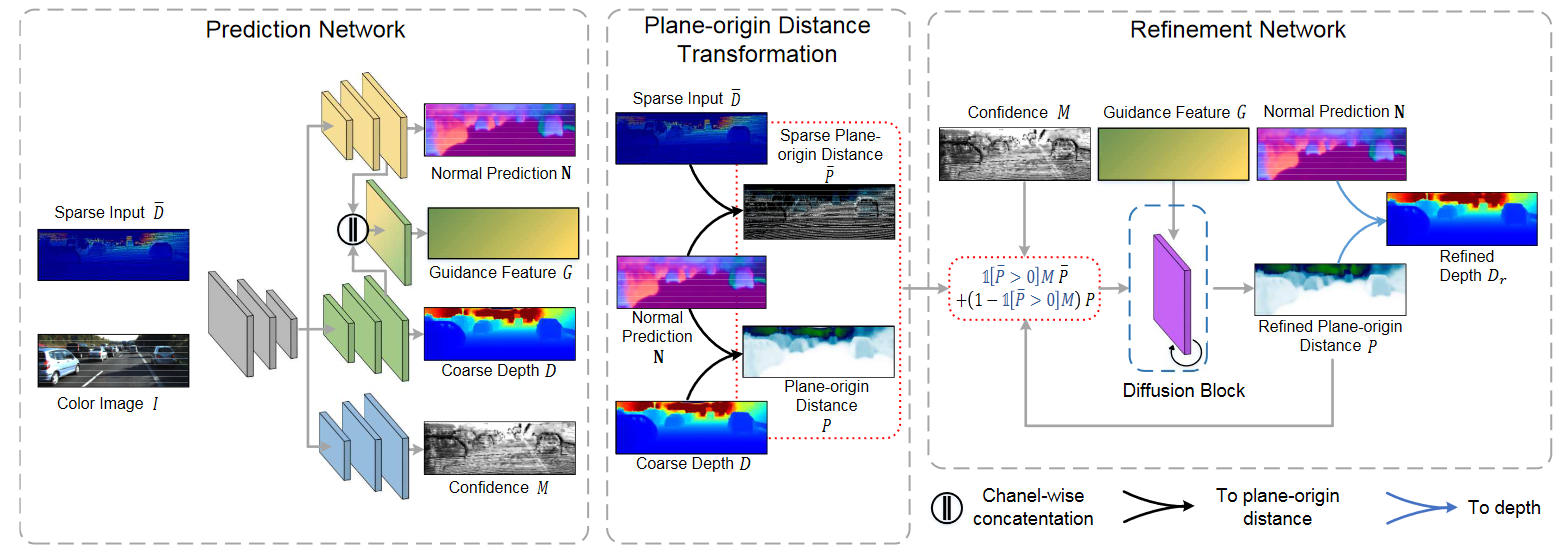 Prediction Network
Sparse Input D̅
Color Image I
Normal Prediction N
Guidance Feature G
Coarse Depth D
Confidence M
Plane-origin Distance
Transformation
Sparse Input D̅
Sparse Plane-
origin Distance
P̅
Normal
Prediction
N
Plane-origin
Distance
P
Coarse Depth D
Refinement Network
Confidence M
Guidance Feature G
Normal Prediction N
𝟙[P̅ > 0]M P̅
+(1 − 𝟙[P̅ > 0]M) P
Diffusion Block
Refined Plane-origin
Distance P
Refined
Depth Dᵣ
Chanel-wise
concatentation
To plane-origin
distance
To depth